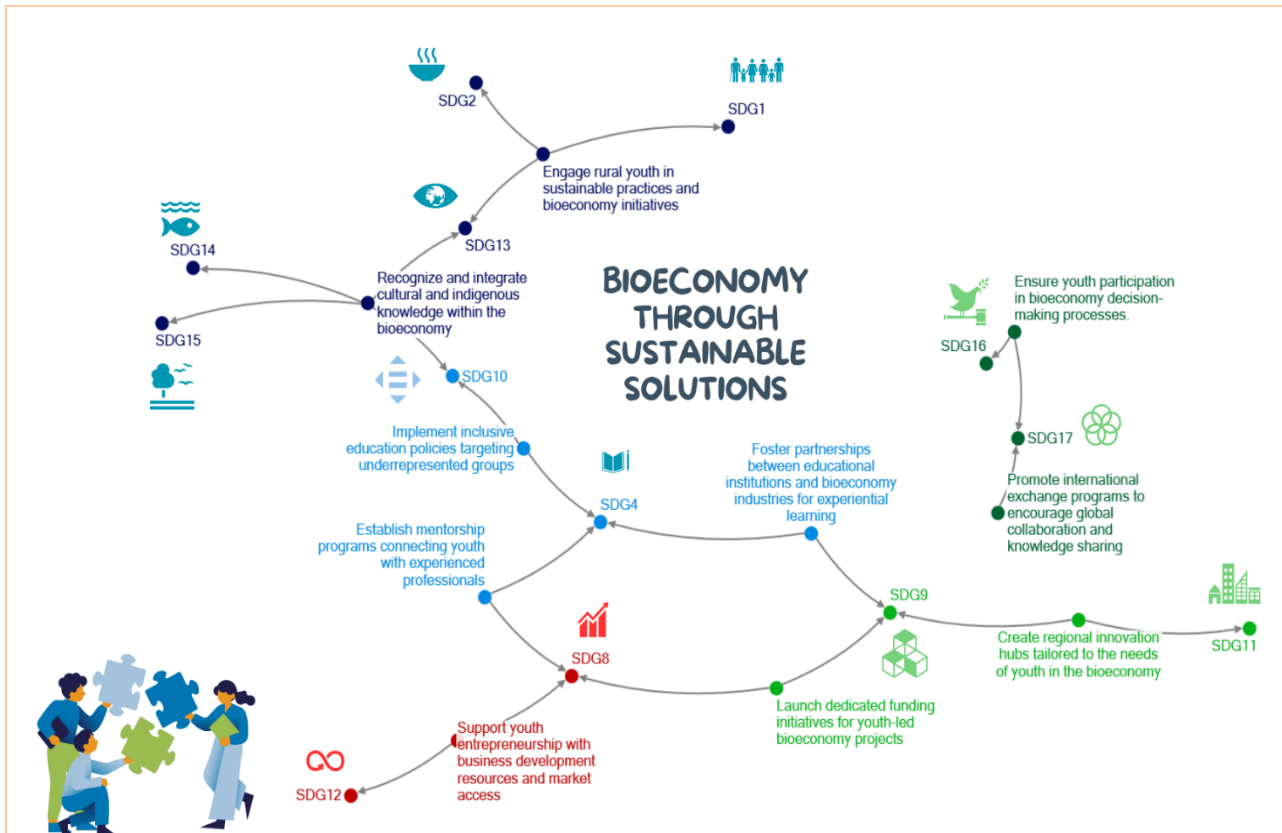 SDG2
SDG1
Engage rural youth in
sustainable practices and
bioeconomy initiatives
SDG13
SDG14
SDG15
Recognize and integrate
cultural and indigenous
knowledge within the
bioeconomy
BIOECONOMY
THROUGH
SUSTAINABLE
SOLUTIONS
Ensure youth participation
in bioeconomy decision-
making processes.
SDG16
SDG17
Promote international
exchange programs to
encourage global
collaboration and
knowledge sharing
SDG10
Implement inclusive
education policies targeting
underrepresented groups
SDG4
Foster partnerships
between educational
institutions and bioeconomy
industries for experiential
learning
Establish mentorship
programs connecting youth
with experienced
professionals
SDG9
SDG11
Create regional innovation
hubs tailored to the needs
of youth in the bioeconomy
SDG8
Launch dedicated funding
initiatives for youth-led
bioeconomy projects
Support youth
entrepreneurship with
business development
resources and market
access
SDG12